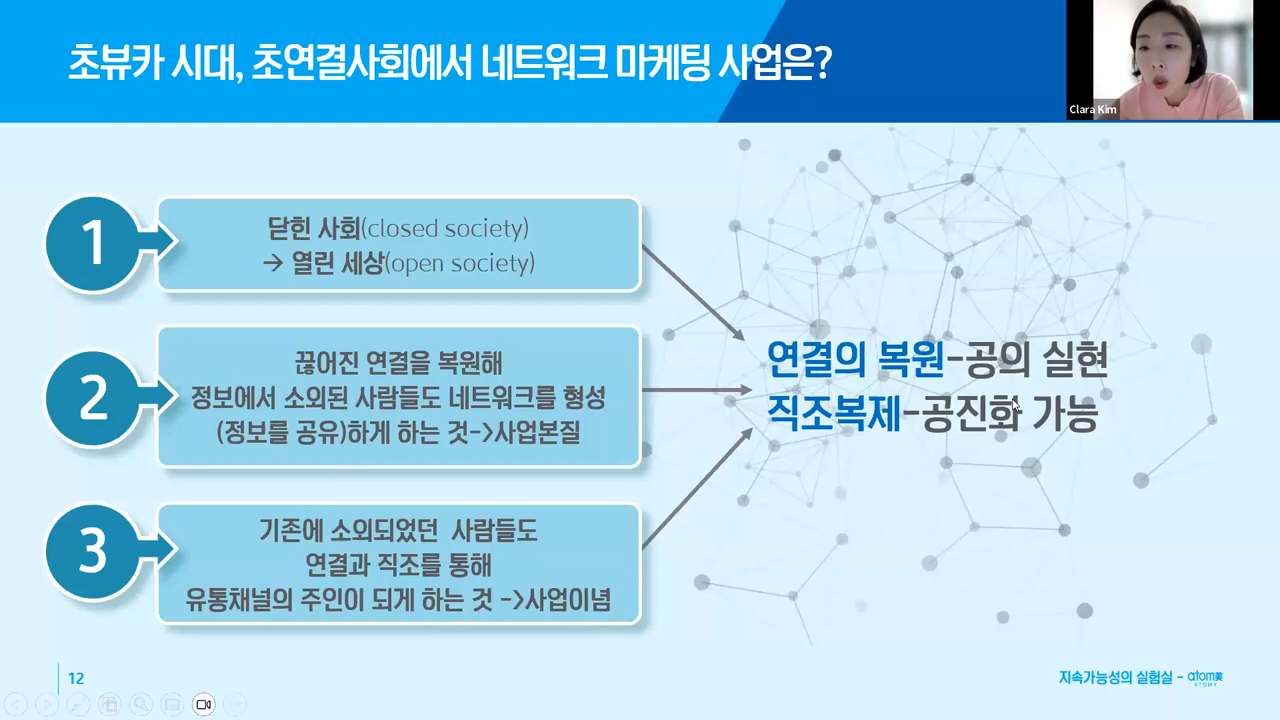 초뷰카 시대, 초연결사회에서 네트워크 마케팅 사업은?
Clara Kim
1
닫힌 사회(closed society)
→ 열린 세상(open society)
2
끊어진 연결을 복원해
정보에서 소외된 사람들도 네트워크를 형성
(정보를 공유)하게 하는 것->사업본질
3
기존에 소외되었던 사람들도
연결과 직조를 통해
유통채널의 주인이 되게 하는 것 ->사업이념
연결의 복원-공의 실현
직조복제-공진화 가능
12
지속가능성의 실험실 - atom美
ATOMY